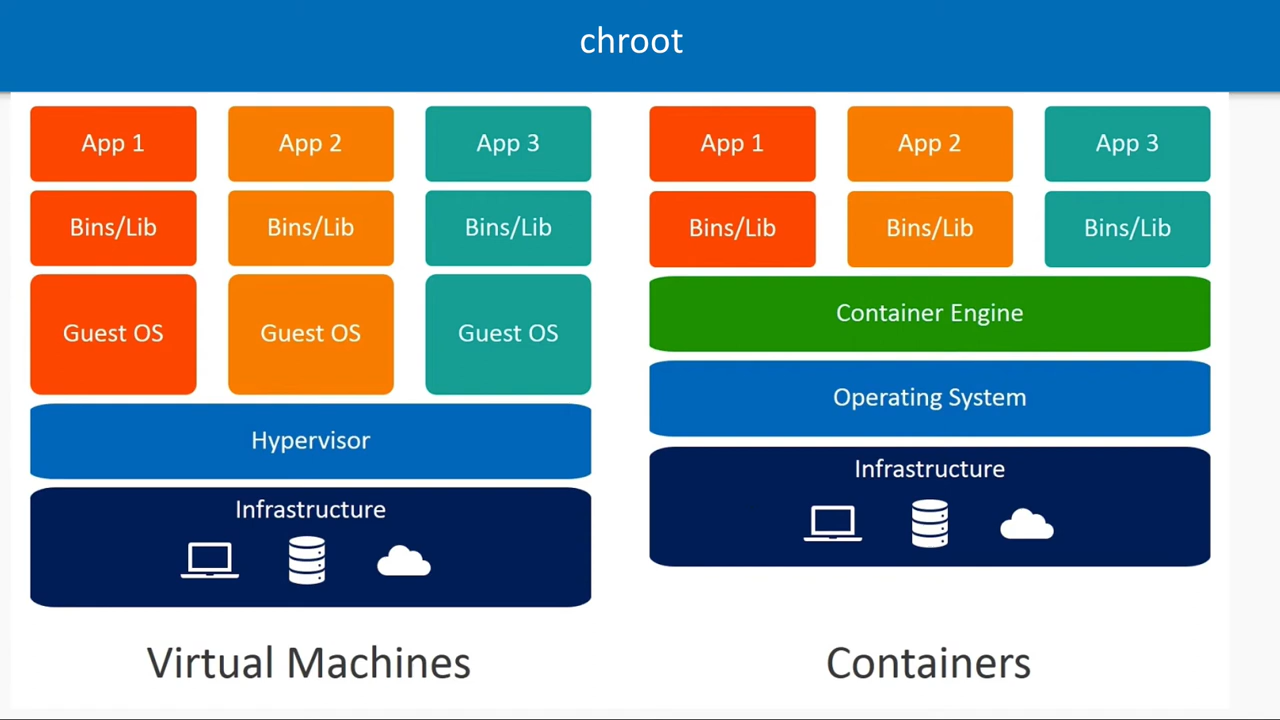 chroot
App 1
App 2
App 3
Bins/Lib
Bins/Lib
Bins/Lib
Guest OS
Guest OS
Guest OS
Hypervisor
Infrastructure
Virtual Machines
App 1
App 2
App 3
Bins/Lib
Bins/Lib
Bins/Lib
Container Engine
Operating System
Infrastructure
Containers